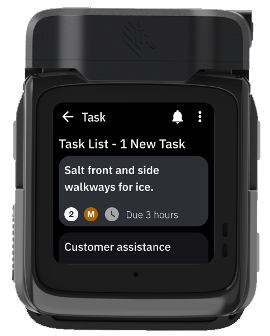 Task
Task List - 1 New Task
Salt front and side
walkways for ice.
2 M Due 3 hours
Customer assistance